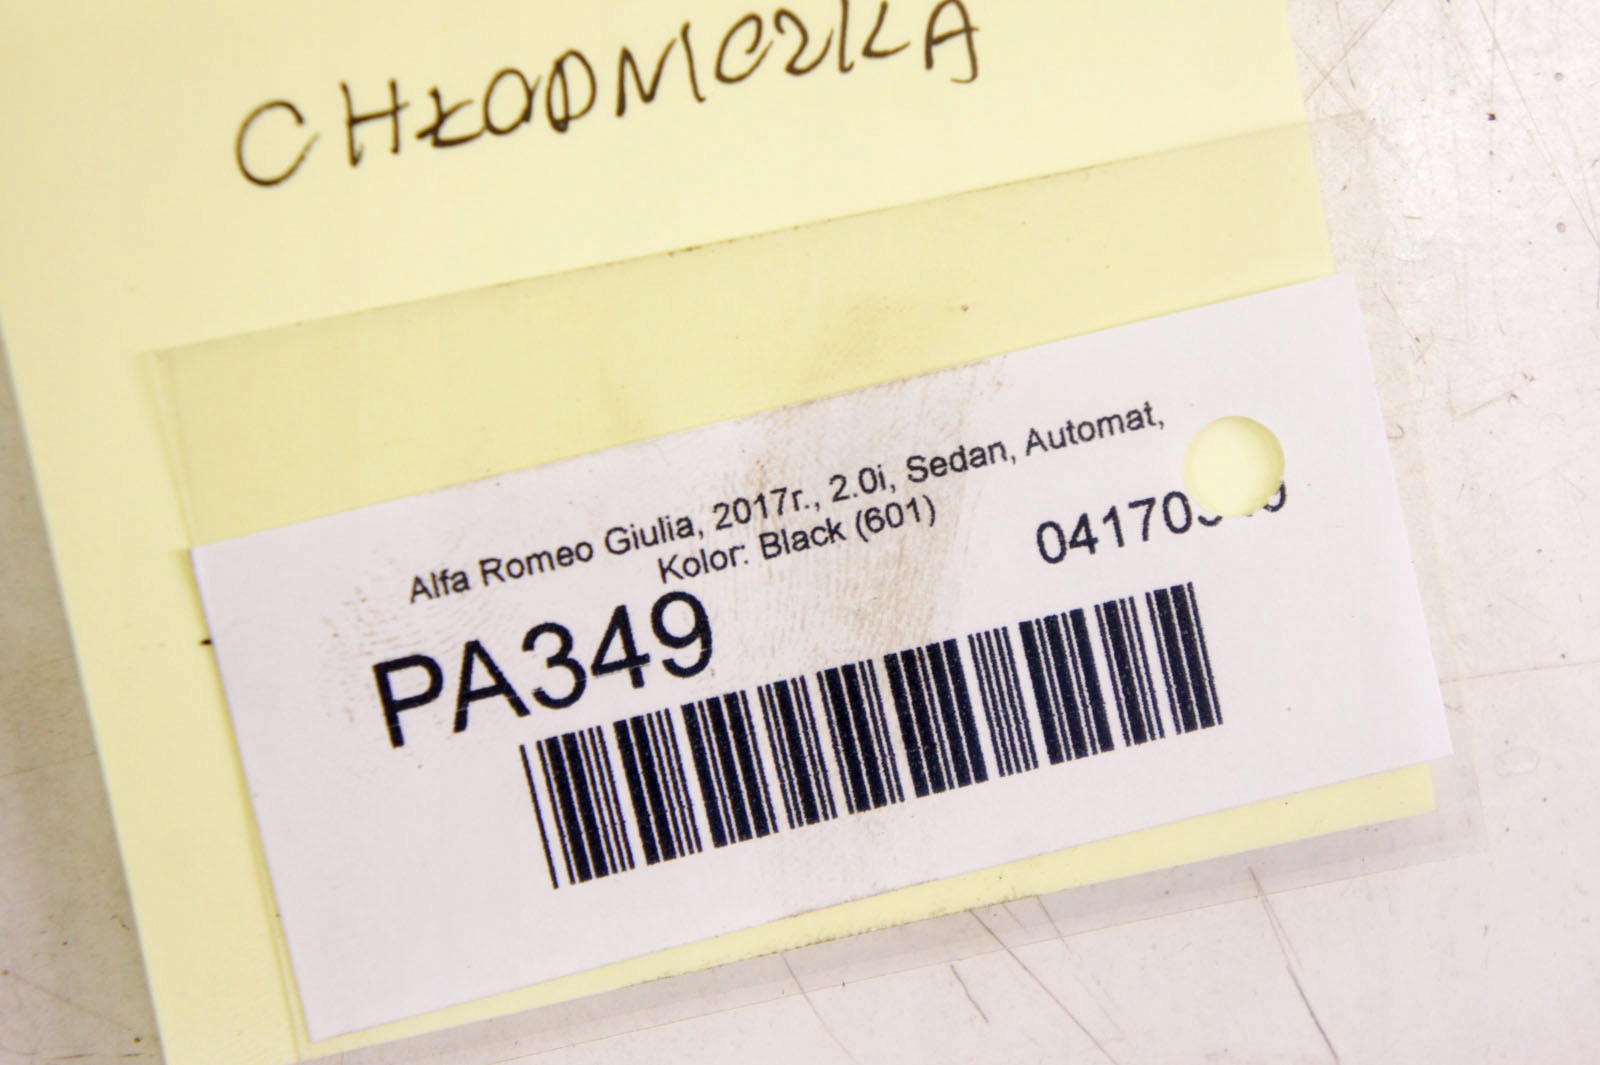 CHŁODNICZKA
Alfa Romeo Giulia, 2017r., 2.0i, Sedan, Automat,
Kolor: Black (601)
PA349